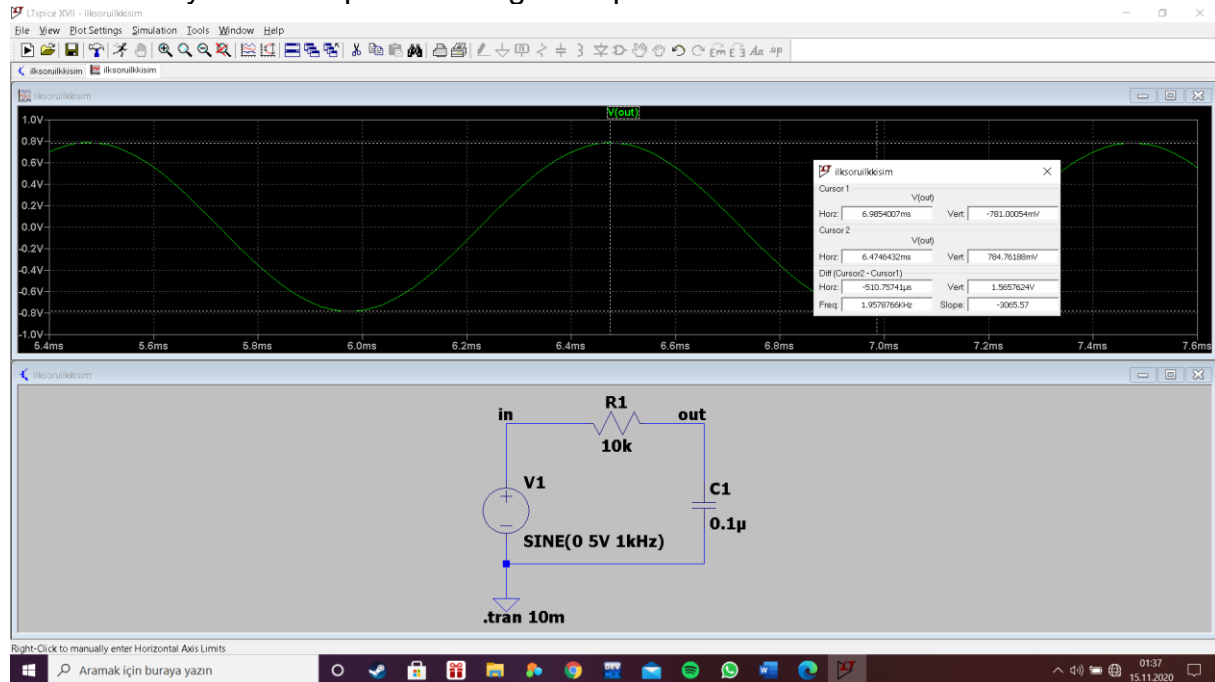 LTspice XVII - ilksoruilkkisim
File View Plot Settings Simulation Tools Window Help
ilksoruilkkisim ilksoruilkkisim
ilksoruilkkisim
V(out)
1.0V
0.8V
0.6V
0.4V
0.2V
0.0V
-0.2V
-0.4V
-0.6V
-0.8V
-1.0V
5.4ms 5.6ms 5.8ms 6.0ms 6.2ms 6.4ms 6.6ms 6.8ms 7.0ms 7.2ms 7.4ms 7.6ms
ilksoruilkkisim
Cursor 1
V(out)
Horz: 6.9854007ms Vert: -781.00054mV
Cursor 2
V(out)
Horz: 6.4746432ms Vert: 784.76188mV
Diff (Cursor2 - Cursor1)
Horz: -510.75741µs Vert: 1.5657624V
Freq: 1.9578766KHz Slope: -3065.57
ilksoruilkkisim
in R1 out
10k
V1
C1
0.1µ
SINE(0 5V 1kHz)
.tran 10m
Right-Click to manually enter Horizontal Axis Limits
Aramak için buraya yazın
01:37
15.11.2020